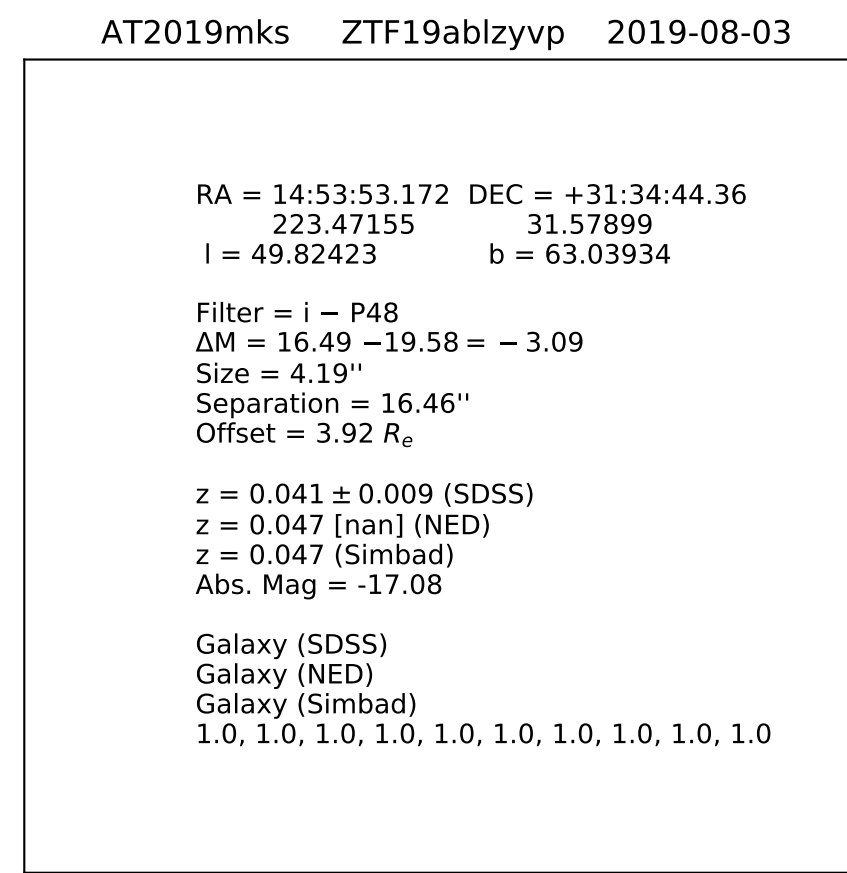 AT2019mks ZTF19ablzyvp 2019-08-03
RA = 14:53:53.172 DEC = +31:34:44.36
223.47155 31.57899
l = 49.82423 b = 63.03934
Filter = i − P48
ΔM = 16.49 −19.58 = − 3.09
Size = 4.19''
Separation = 16.46''
Offset = 3.92 Rₑ
z = 0.041 ± 0.009 (SDSS)
z = 0.047 [nan] (NED)
z = 0.047 (Simbad)
Abs. Mag = -17.08
Galaxy (SDSS)
Galaxy (NED)
Galaxy (Simbad)
1.0, 1.0, 1.0, 1.0, 1.0, 1.0, 1.0, 1.0, 1.0, 1.0